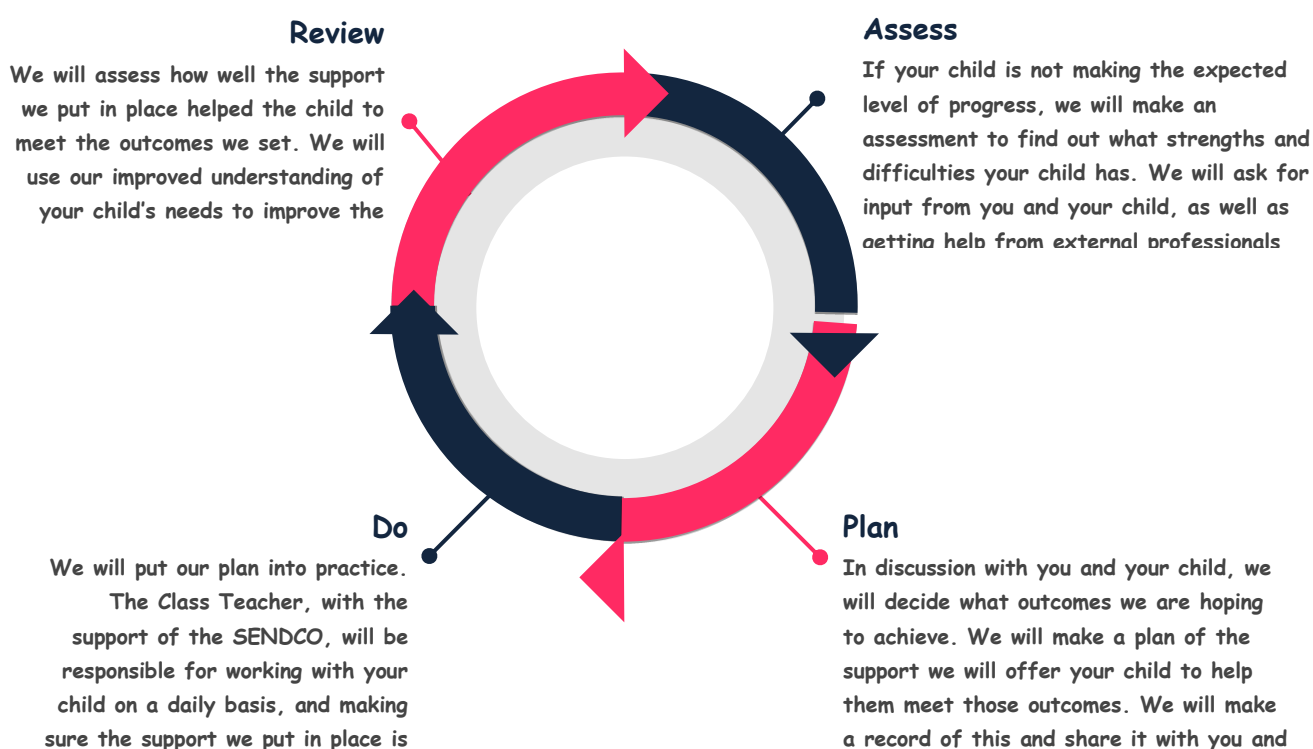 Review
We will assess how well the support
we put in place helped the child to
meet the outcomes we set. We will
use our improved understanding of
your child's needs to improve the
Assess
If your child is not making the expected
level of progress, we will make an
assessment to find out what strengths and
difficulties your child has. We will ask for
input from you and your child, as well as
getting help from external professionals
Do
We will put our plan into practice.
The Class Teacher, with the
support of the SENDCO, will be
responsible for working with your
child on a daily basis, and making
sure the support we put in place is
Plan
In discussion with you and your child, we
will decide what outcomes we are hoping
to achieve. We will make a plan of the
support we will offer your child to help
them meet those outcomes. We will make
a record of this and share it with you and